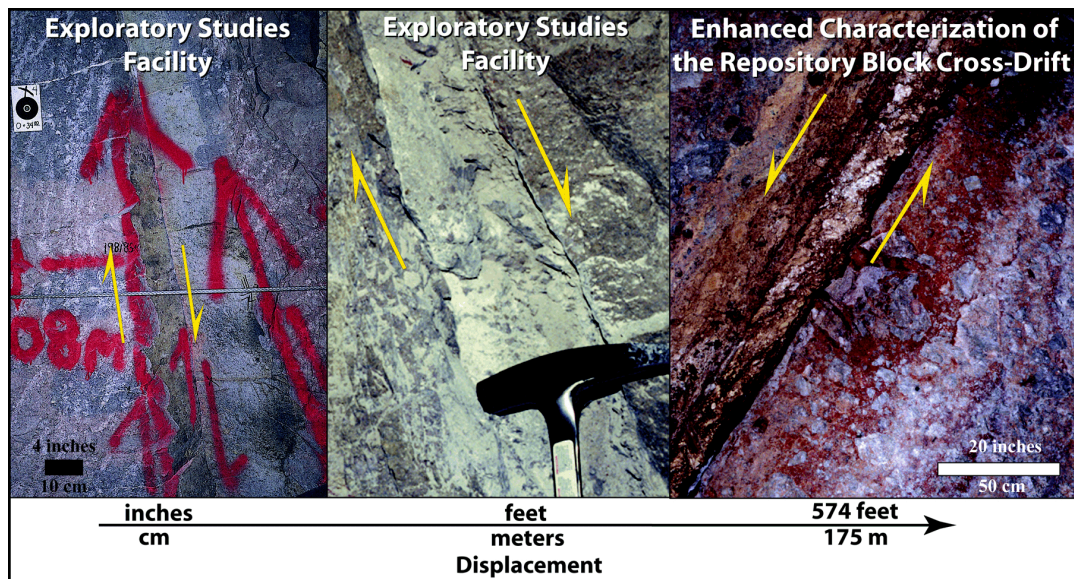 Exploratory Studies
Facility
Exploratory Studies
Facility
Enhanced Characterization of
the Repository Block Cross-Drift
08M
4 inches
10 cm
20 inches
50 cm
inches
cm
feet
meters
574 feet
175 m
Displacement